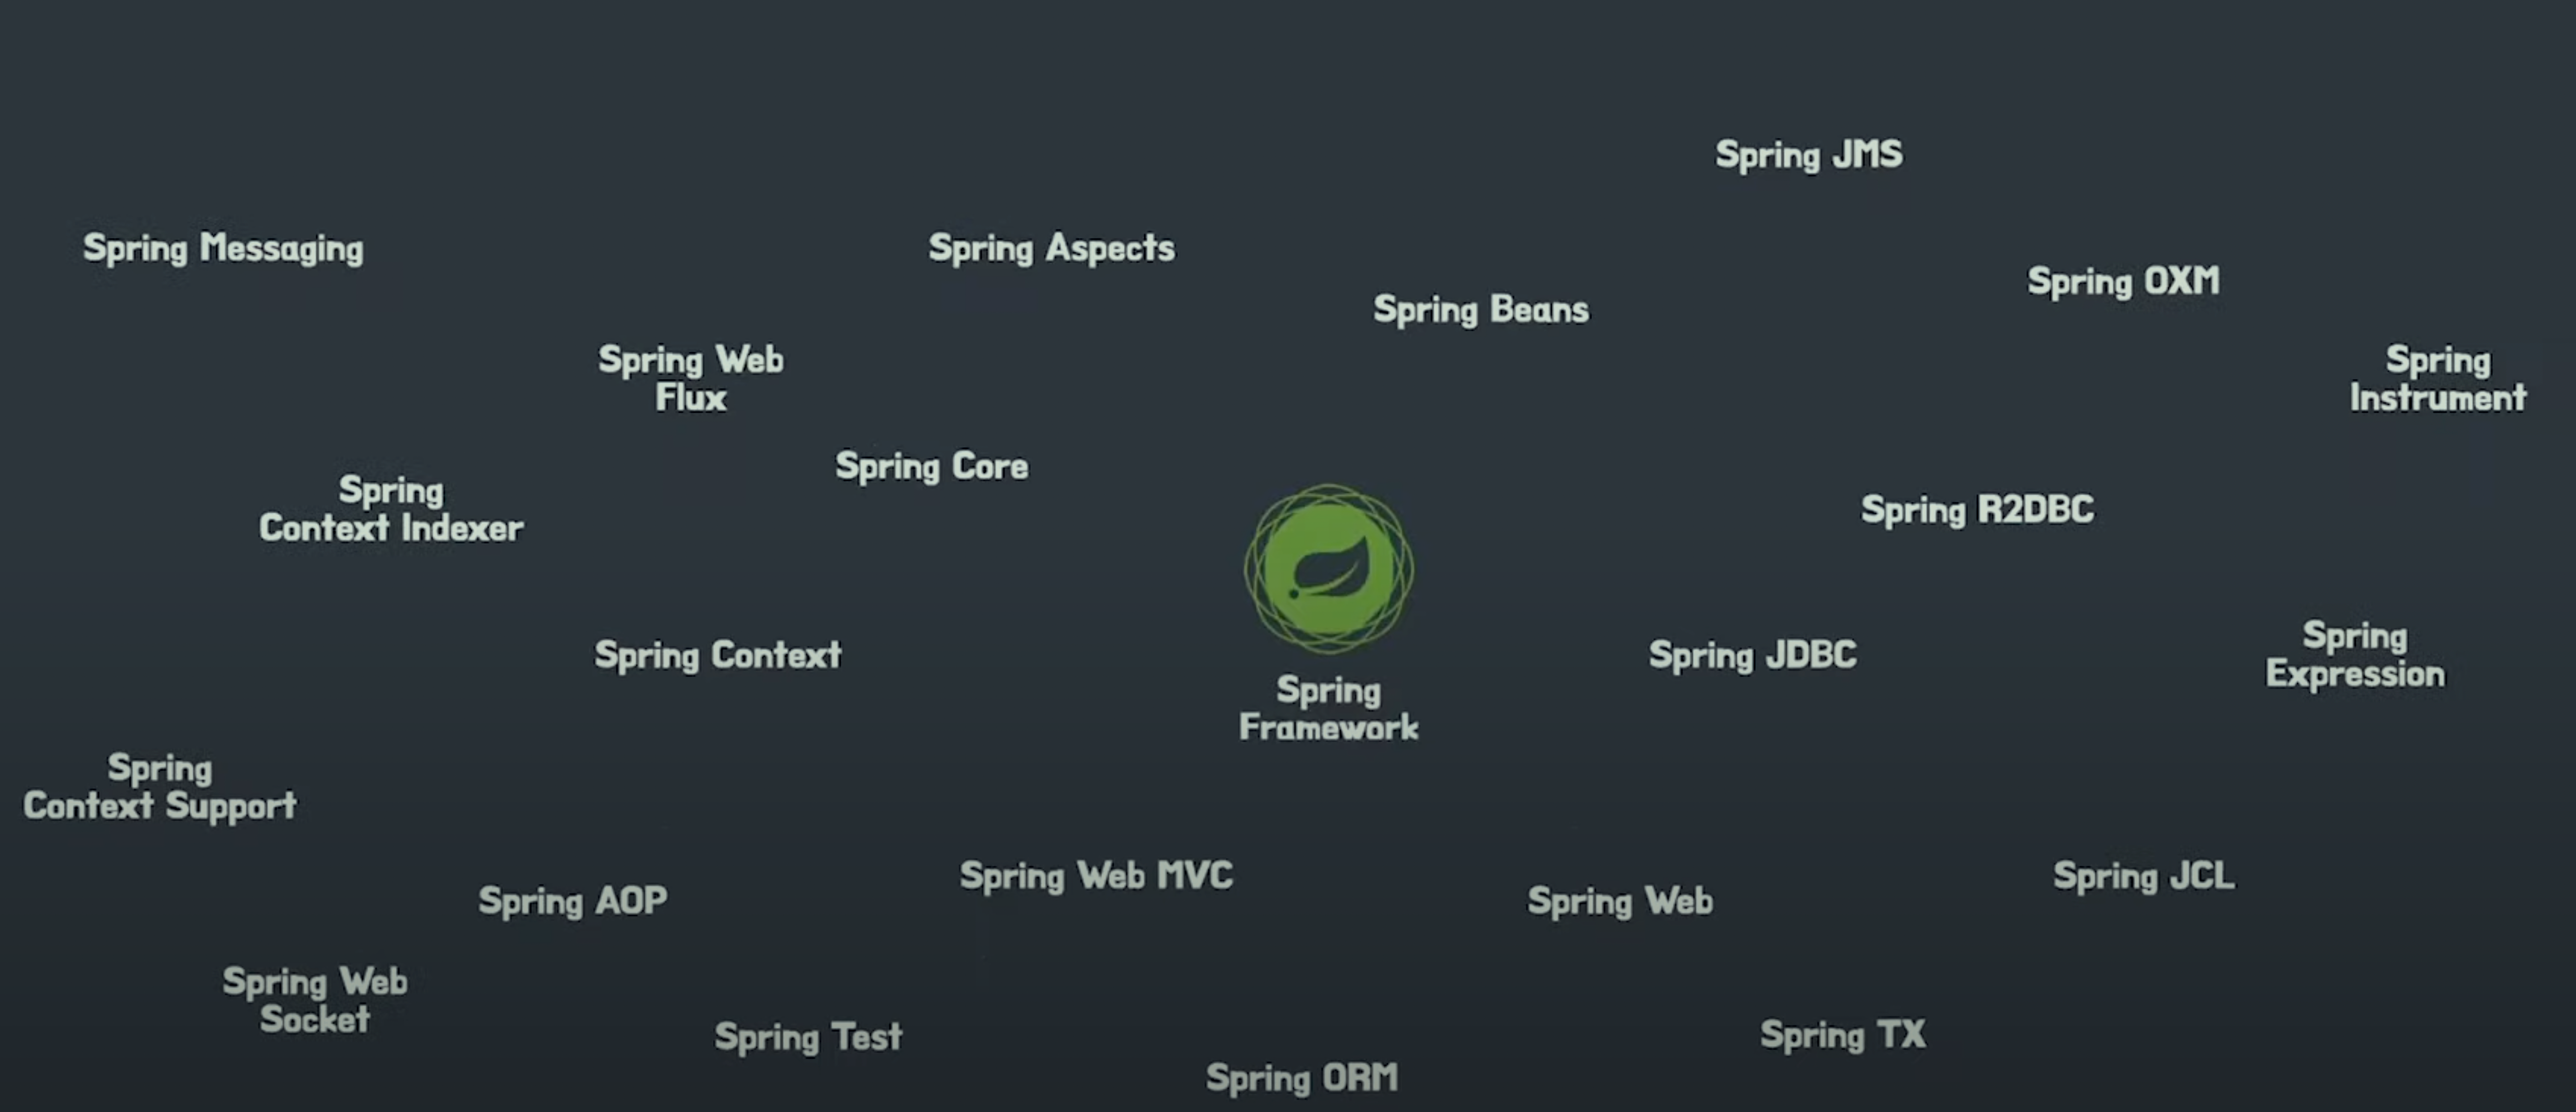 Spring JMS
Spring Messaging
Spring Aspects
Spring OXM
Spring Beans
Spring Web
Flux
Spring
Instrument
Spring Core
Spring
Context Indexer
Spring R2DBC
Spring Context
Spring JDBC
Spring
Expression
Spring
Framework
Spring
Context Support
Spring Web MVC
Spring JCL
Spring AOP
Spring Web
Spring Web
Socket
Spring Test
Spring TX
Spring ORM